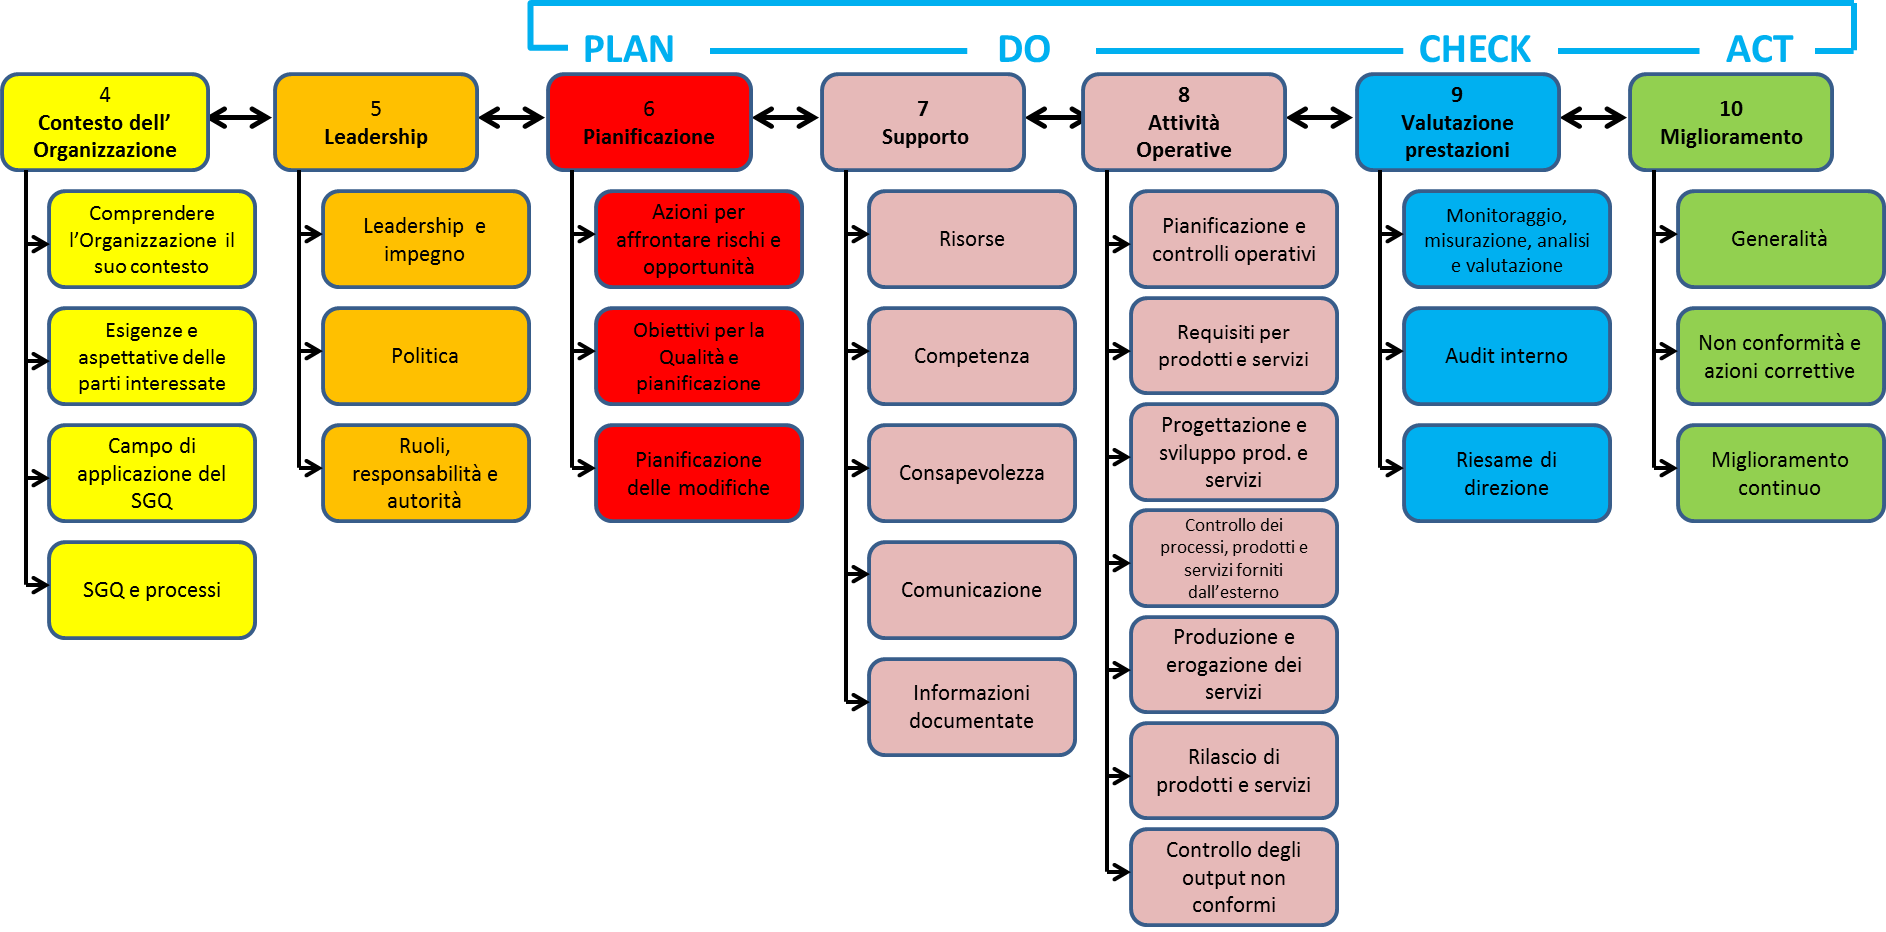 PLAN
DO
CHECK
ACT
4
Contesto dell’
Organizzazione
5
Leadership
6
Pianificazione
7
Supporto
8
Attività
Operative
9
Valutazione
prestazioni
10
Miglioramento
Comprendere
l’Organizzazione il
suo contesto
Esigenze e
aspettative delle
parti interessate
Campo di
applicazione del
SGQ
SGQ e processi
Leadership e
impegno
Politica
Ruoli,
responsabilità e
autorità
Azioni per
affrontare rischi e
opportunità
Obiettivi per la
Qualità e
pianificazione
Pianificazione
delle modifiche
Risorse
Competenza
Consapevolezza
Comunicazione
Informazioni
documentate
Pianificazione e
controlli operativi
Requisiti per
prodotti e servizi
Progettazione e
sviluppo prod. e
servizi
Controllo dei
processi, prodotti e
servizi forniti
dall’esterno
Produzione e
erogazione dei
servizi
Rilascio di
prodotti e servizi
Controllo degli
output non
conformi
Monitoraggio,
misurazione, analisi
e valutazione
Audit interno
Riesame di
direzione
Generalità
Non conformità e
azioni correttive
Miglioramento
continuo